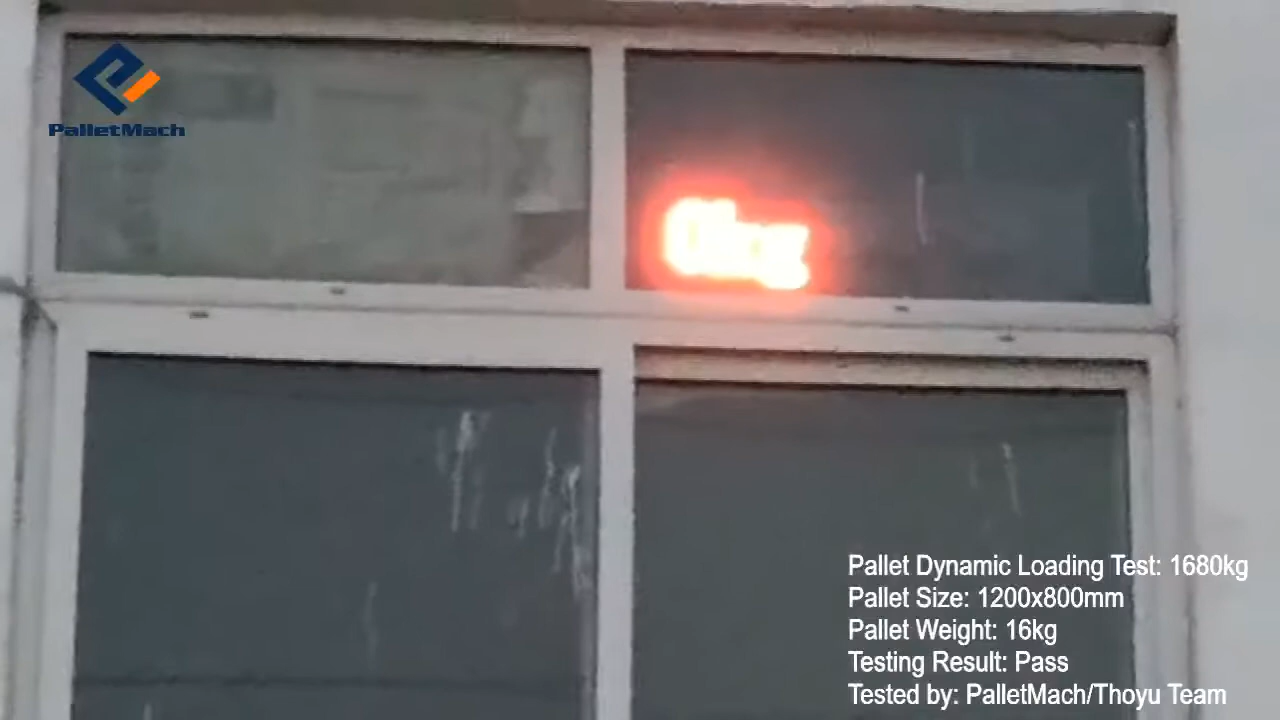 PalletMach
0kg
Pallet Dynamic Loading Test: 1680kg
Pallet Size: 1200x800mm
Pallet Weight: 16kg
Testing Result: Pass
Tested by: PalletMach/Thoyu Team